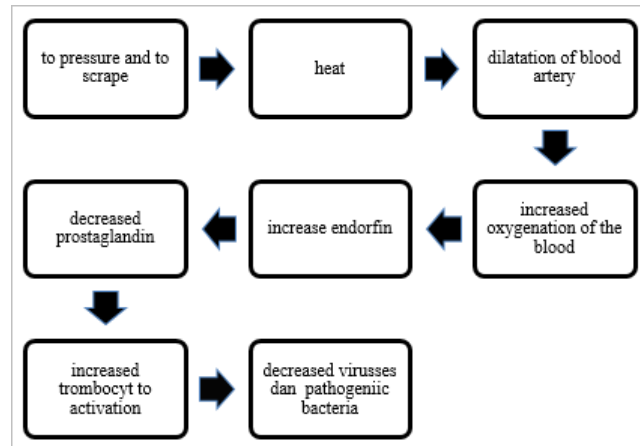 to pressure and to
scrape
heat
dilatation of blood
artery
increased
oxygenation of the
blood
increase endorfin
decreased
prostaglandin
increased
trombocyt to
activation
decreased virusses
dan pathogeniic
bacteria